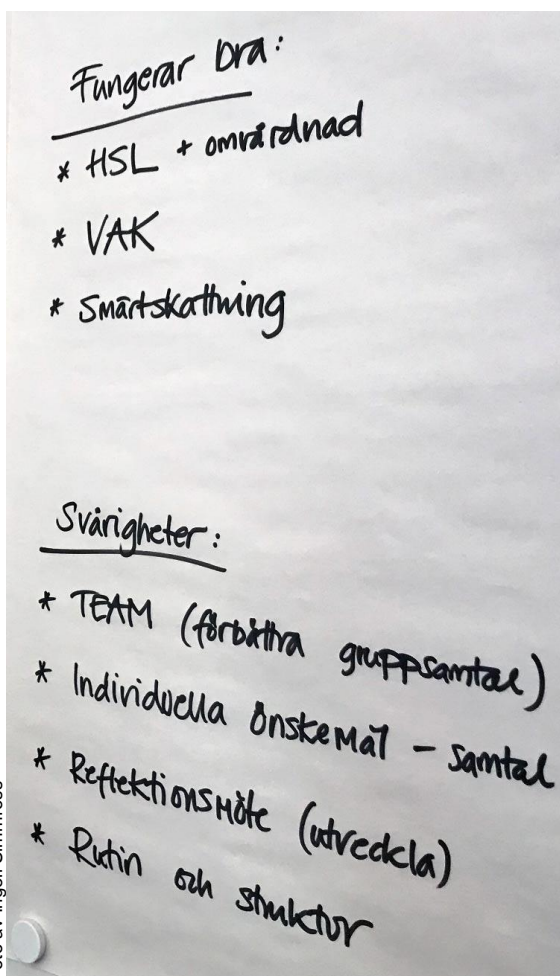 Fungerar bra:
* HSL + omvårdnad
* VAK
* Smärtskattning
Svårigheter:
* TEAM (förbättra gruppsamtal)
* Individuella önskemål - samtal
* Reflektionsmöte (utveckla)
* Rutin och struktur